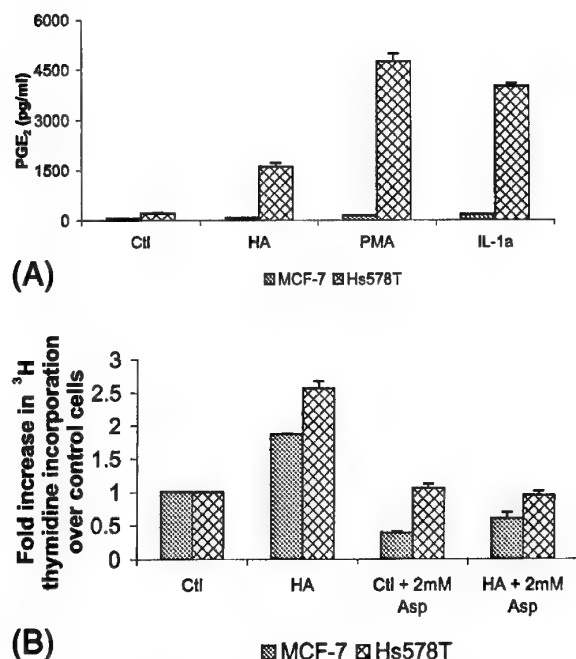 6000
4500
3000
1500
0
PGE₂ (pg/ml)
Ctl
HA
PMA
IL-1a
MCF-7
Hs578T
(A)
3
2.5
2
1.5
1
0.5
0
Fold increase in ³H
thymidine incorporation
over control cells
Ctl
HA
Ctl + 2mM
Asp
HA + 2mM
Asp
(B)
MCF-7
Hs578T